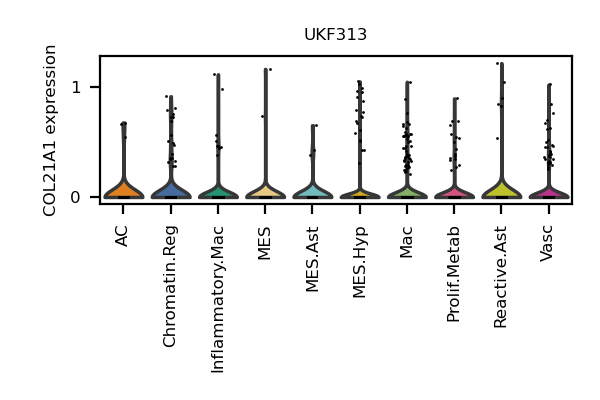 UKF313
COL21A1 expression
1
0
AC
Chromatin.Reg
Inflammatory.Mac
MES
MES.Ast
MES.Hyp
Mac
Prolif.Metab
Reactive.Ast
Vasc